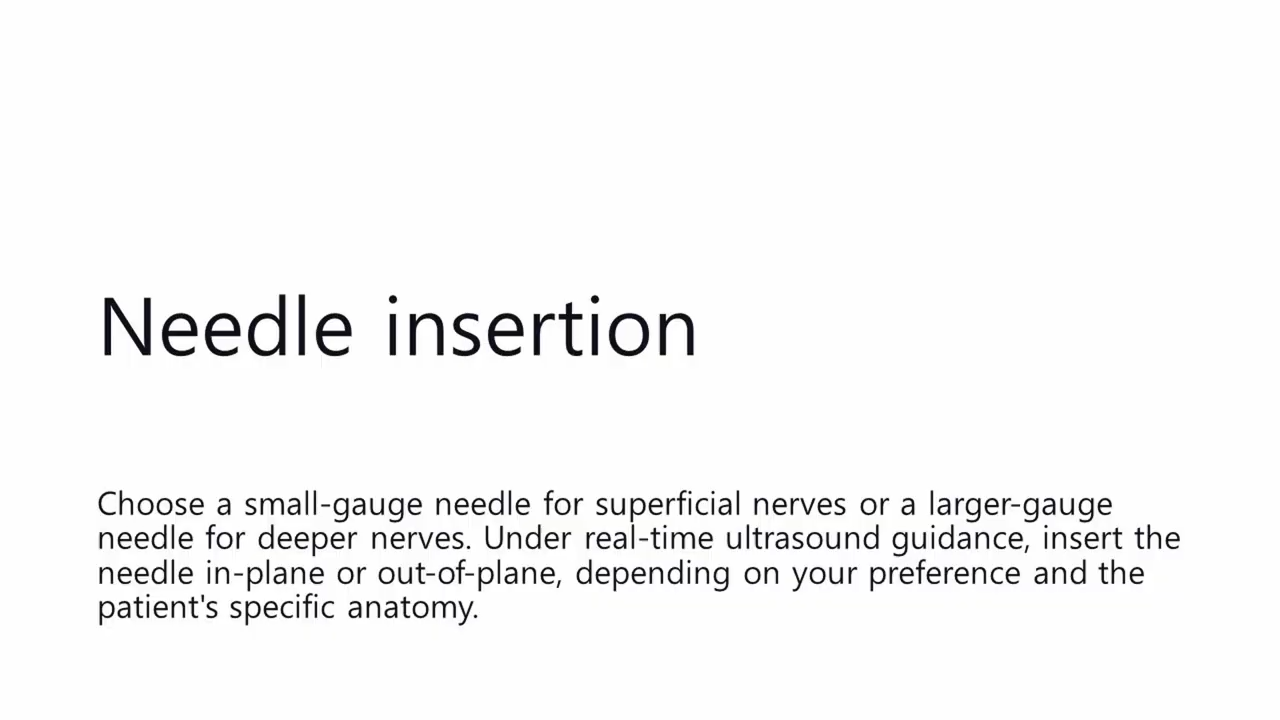 Needle insertion
Choose a small-gauge needle for superficial nerves or a larger-gauge
needle for deeper nerves. Under real-time ultrasound guidance, insert the
needle in-plane or out-of-plane, depending on your preference and the
patient's specific anatomy.